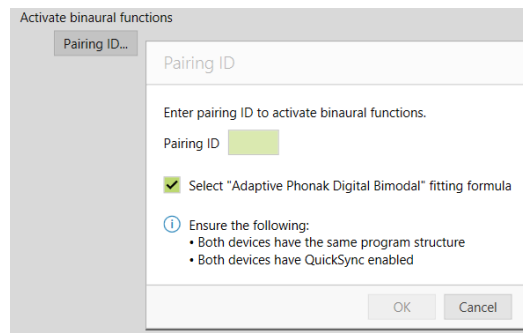 Activate binaural functions
Pairing ID...
Pairing ID
Enter pairing ID to activate binaural functions.
Pairing ID
Select "Adaptive Phonak Digital Bimodal" fitting formula
Ensure the following:
• Both devices have the same program structure
• Both devices have QuickSync enabled
OK
Cancel